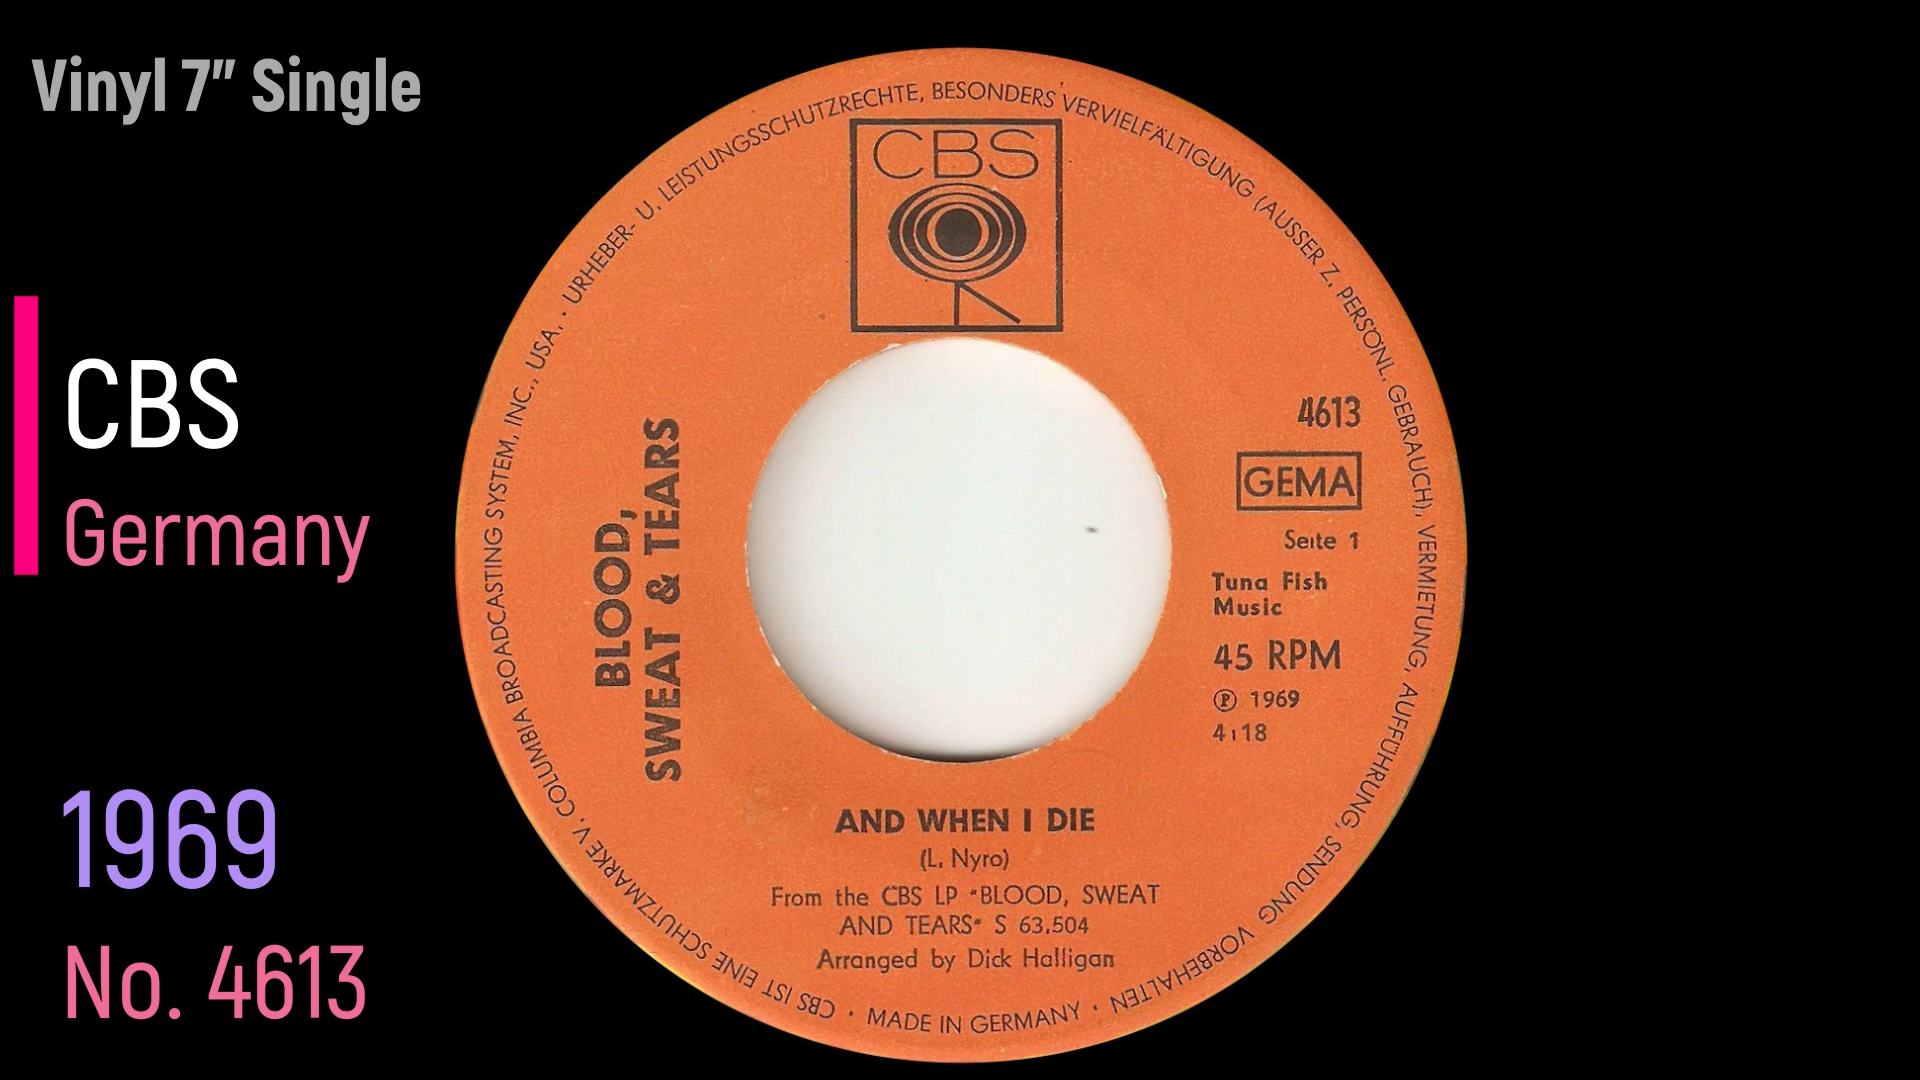 Vinyl 7" Single
CBS
Germany
1969
No. 4613
CBS
4613
GEMA
Seite 1
Tuna Fish
Music
45 RPM
℗ 1969
4:18
BLOOD,
SWEAT & TEARS
AND WHEN I DIE
(L. Nyro)
From the CBS LP "BLOOD, SWEAT
AND TEARS" S 63.504
Arranged by Dick Halligan
CBS IST EINE SCHUTZMARKE V. COLUMBIA BROADCASTING SYSTEM, INC., USA. · URHEBER- U. LEISTUNGSSCHUTZRECHTE, BESONDERS VERVIELFÄLTIGUNG (AUSSER Z. PERSÖNL. GEBRAUCH), VERMIETUNG, AUFFÜHRUNG, SENDUNG VORBEHALTEN · MADE IN GERMANY ·